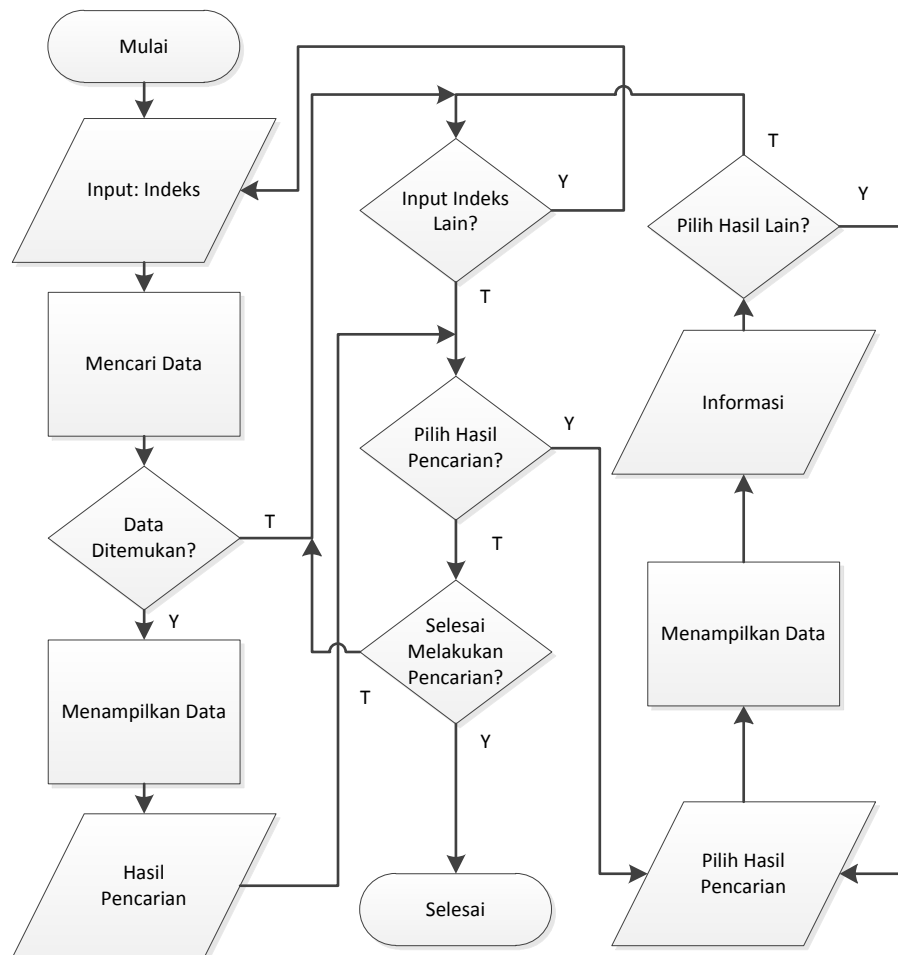 Mulai
Input: Indeks
Mencari Data
Data
Ditemukan?
T
Y
Menampilkan Data
Hasil
Pencarian
Input Indeks
Lain?
Y
T
Pilih Hasil
Pencarian?
Y
T
Selesai
Melakukan
Pencarian?
T
Y
Selesai
T
Y
Pilih Hasil Lain?
Informasi
Menampilkan Data
Pilih Hasil
Pencarian